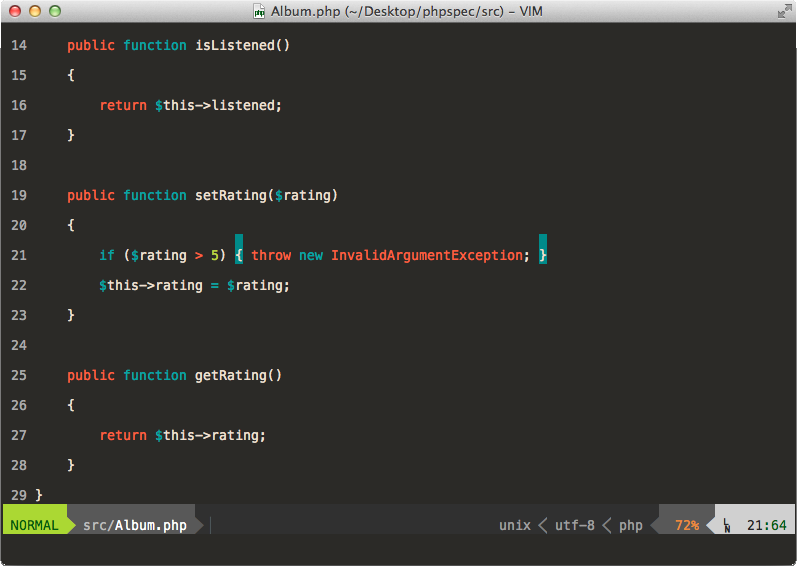 Album.php (~/Desktop/phpspec/src) – VIM
14     public function isListened()
15     {
16         return $this->listened;
17     }
18
19     public function setRating($rating)
20     {
21         if ($rating > 5) { throw new InvalidArgumentException; }
22         $this->rating = $rating;
23     }
24
25     public function getRating()
26     {
27         return $this->rating;
28     }
29 }
NORMAL src/Album.php unix utf-8 php 72% LN 21:64